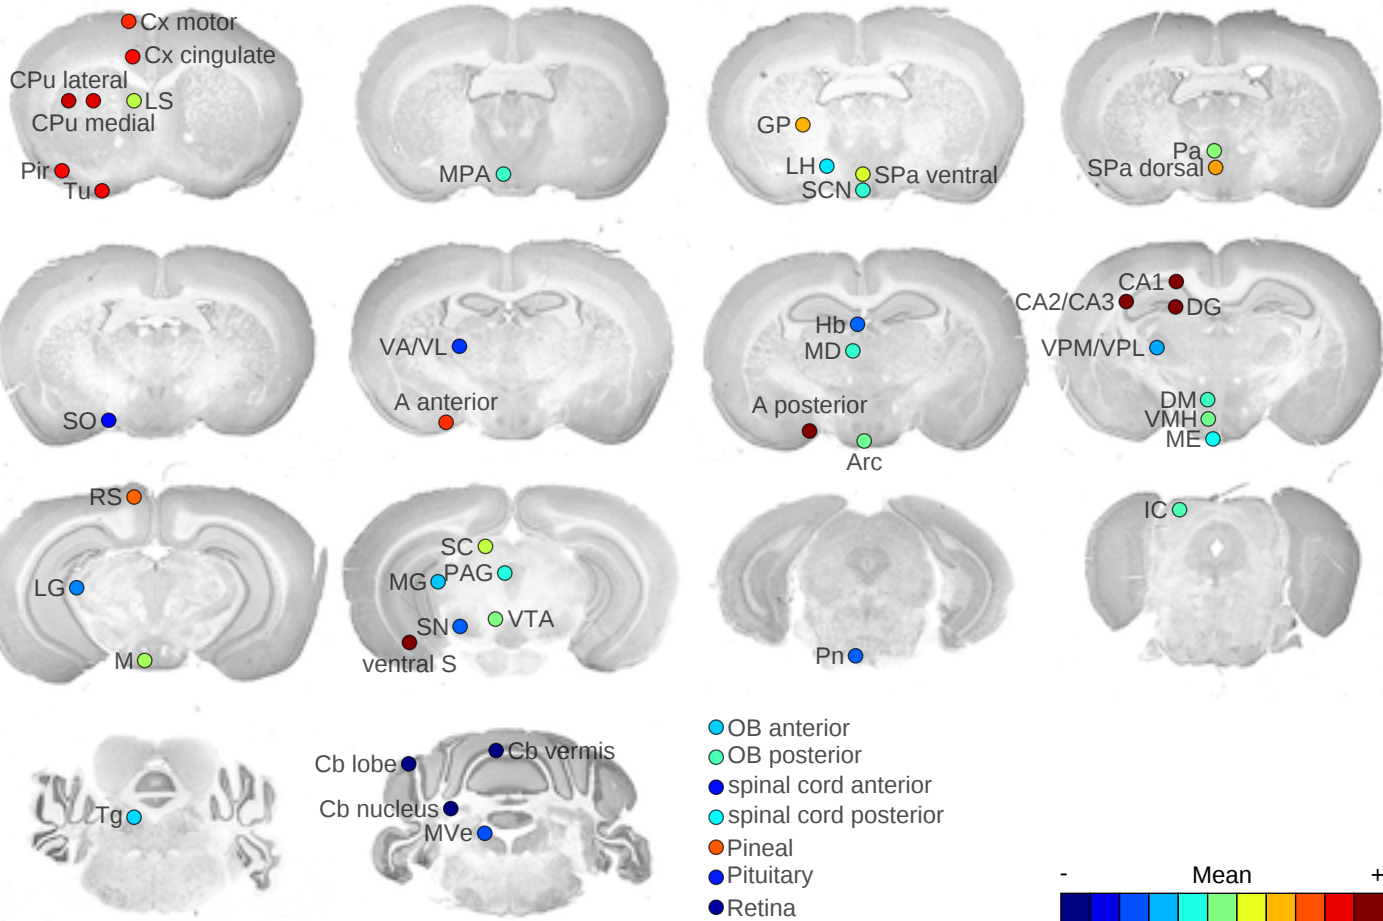 Cx motor
Cx cingulate
CPu lateral
LS
CPu medial
Pir
Tu
MPA
GP
LH
SPa ventral
SCN
Pa
SPa dorsal
SO
VA/VL
A anterior
Hb
MD
A posterior
Arc
CA1
CA2/CA3
DG
VPM/VPL
DM
VMH
ME
RS
LG
M
SC
MG
PAG
SN
VTA
ventral S
Pn
IC
Tg
Cb lobe
Cb vermis
Cb nucleus
MVe
OB anterior
OB posterior
spinal cord anterior
spinal cord posterior
Pineal
Pituitary
Retina
- Mean +